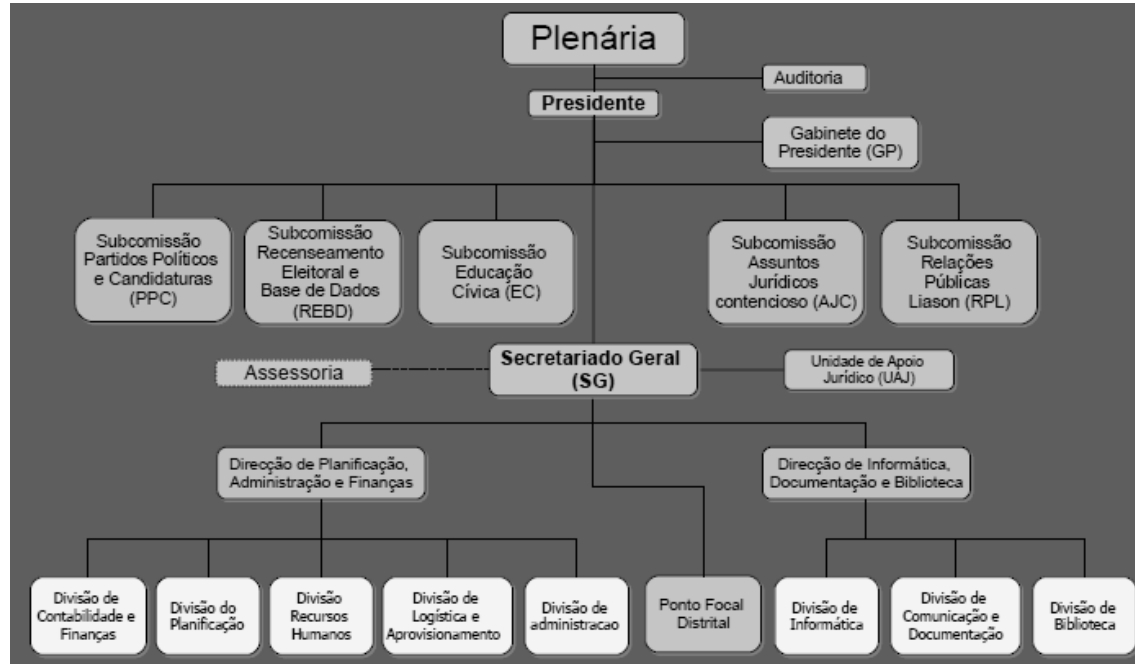 Plenária
Auditoria
Presidente
Gabinete do
Presidente (GP)
Subcomissão
Partidos Políticos
e Candidaturas
(PPC)
Subcomissão
Recenseamento
Eleitoral e
Base de Dados
(REBD)
Subcomissão
Educação
Cívica (EC)
Subcomissão
Assuntos
Jurídicos
contencioso (AJC)
Subcomissão
Relações
Públicas
Liason (RPL)
Assessoria
Secretariado Geral
(SG)
Unidade de Apoio
Jurídico (UAJ)
Direcção de Planificação,
Administração e Finanças
Direcção de Informática,
Documentação e Biblioteca
Divisão de
Contabilidade e
Finanças
Divisão do
Planificação
Divisão
Recursos
Humanos
Divisão de
Logística e
Aprovisionamento
Divisão de
administracao
Ponto Focal
Distrital
Divisão de
Informática
Divisão de
Comunicação e
Documentação
Divisão de
Biblioteca